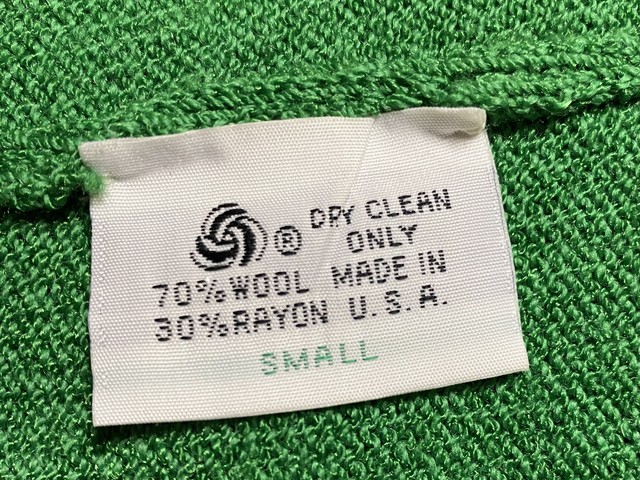 ® DRY CLEAN
ONLY
70% WOOL MADE IN
30% RAYON U.S.A.
SMALL